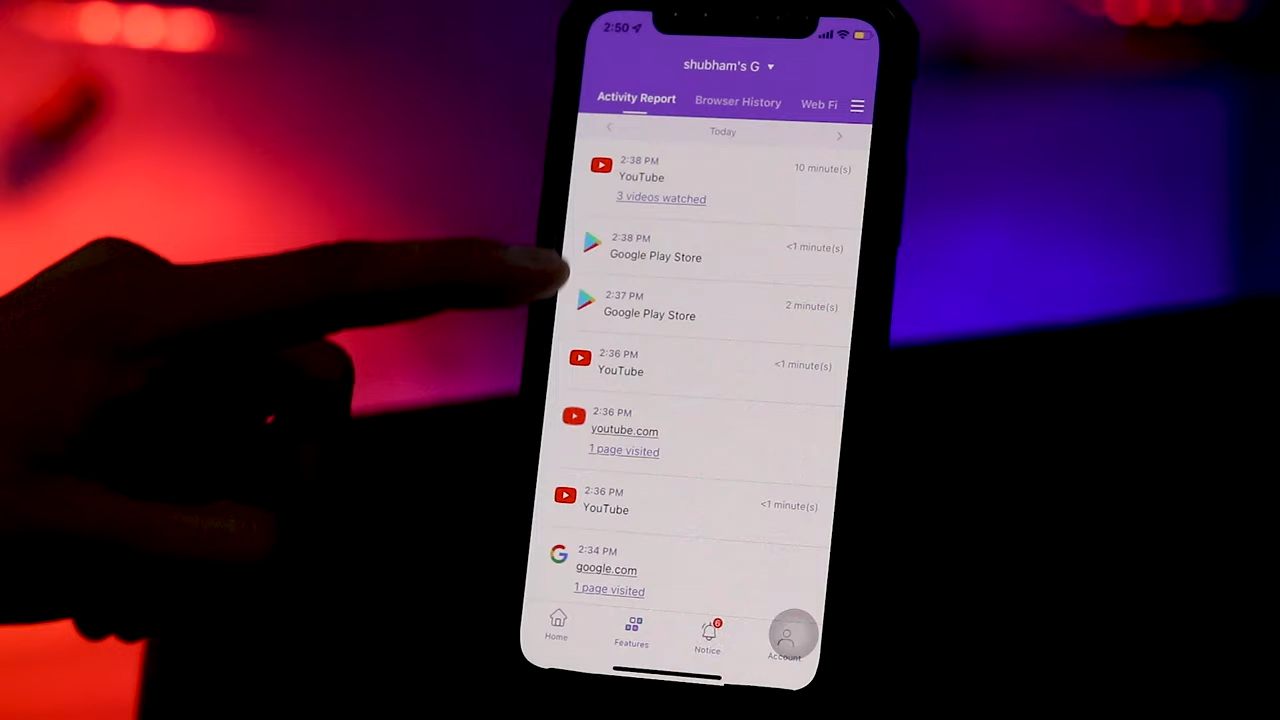 2:50
shubham's G
Activity Report Browser History Web Fi
Today
2:38 PM
YouTube
10 minute(s)
3 videos watched
2:38 PM
Google Play Store
<1 minute(s)
2:37 PM
Google Play Store
2 minute(s)
2:36 PM
YouTube
<1 minute(s)
2:36 PM
youtube.com
1 page visited
2:36 PM
YouTube
<1 minute(s)
2:34 PM
google.com
1 page visited
6
Home Features Notice Account